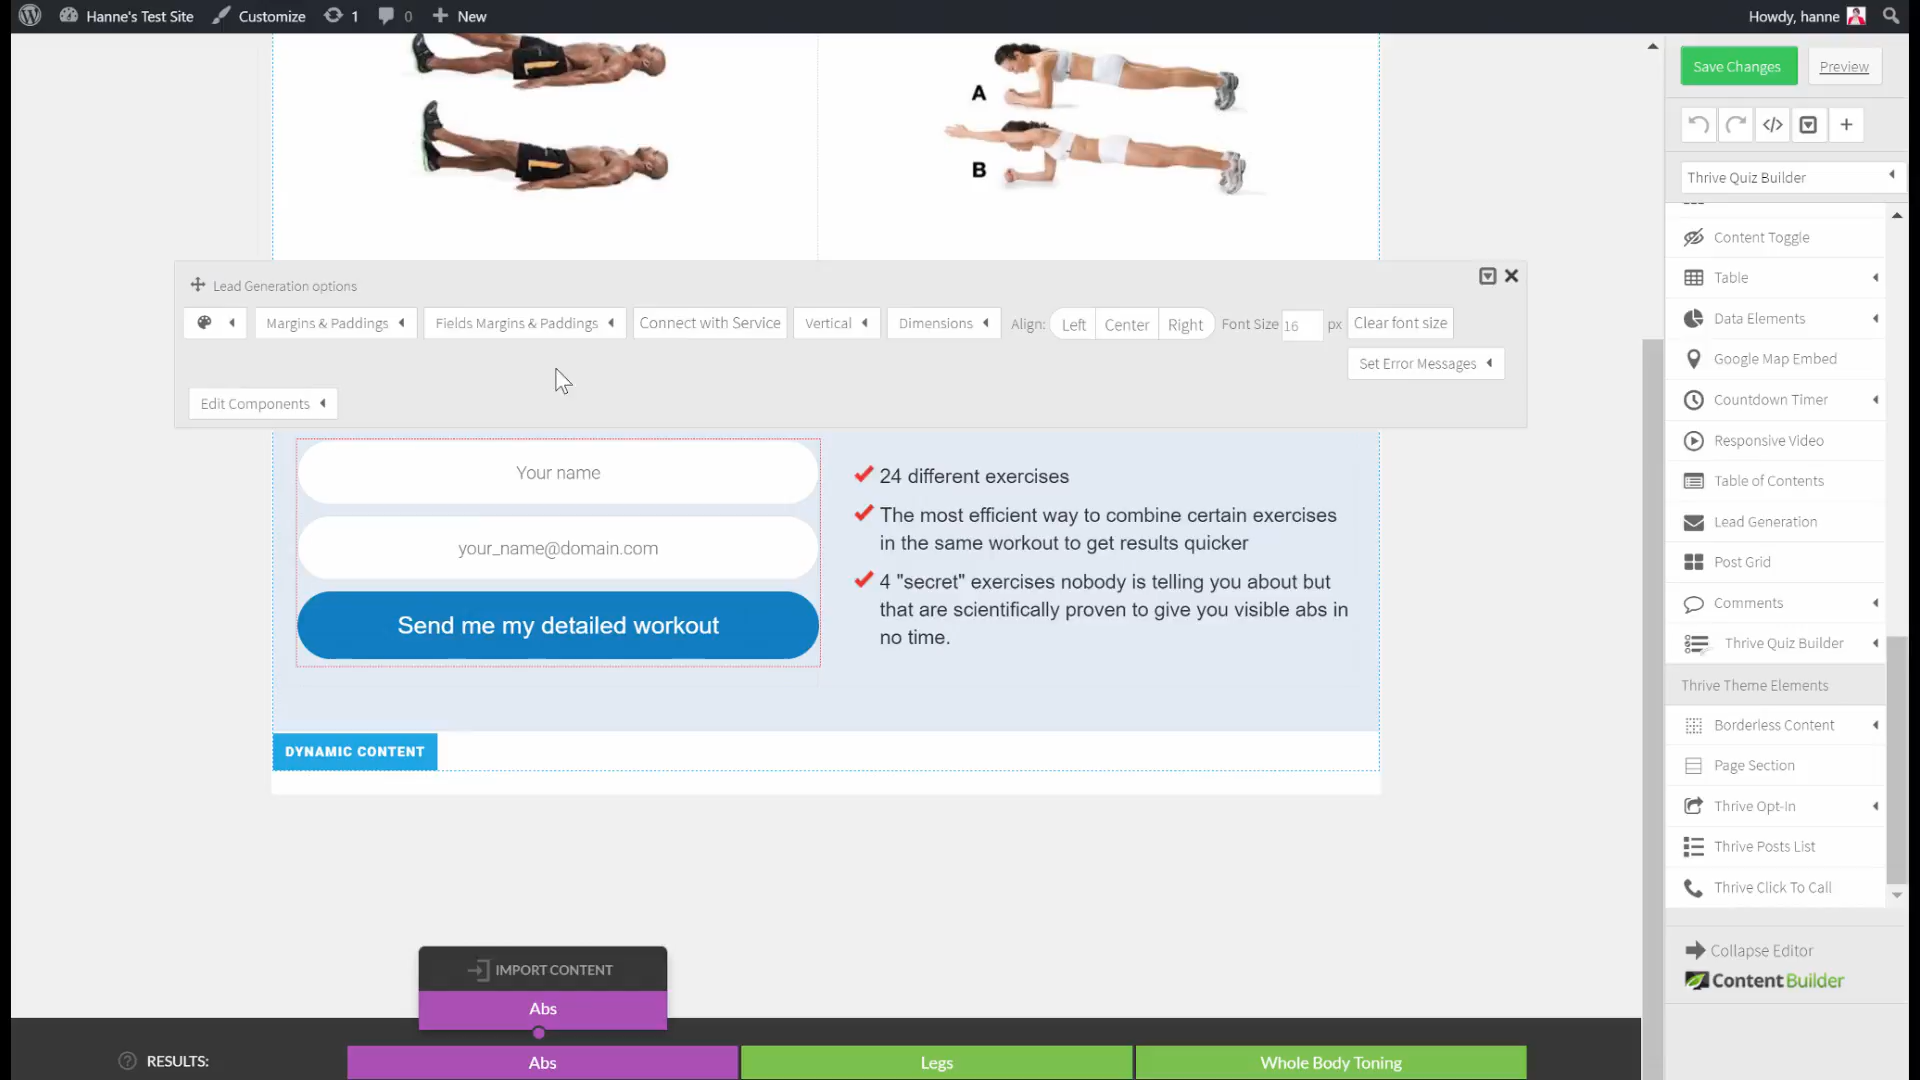 Hanne's Test Site
Customize
1
0
New
Howdy, hanne
Save Changes
Preview
Thrive Quiz Builder
A
B
Lead Generation options
Margins & Paddings
Fields Margins & Paddings
Connect with Service
Vertical
Dimensions
Align:
Left
Center
Right
Font Size
16
px
Clear font size
Set Error Messages
Edit Components
Your name
your_name@domain.com
Send me my detailed workout
24 different exercises
The most efficient way to combine certain exercises
in the same workout to get results quicker
4 "secret" exercises nobody is telling you about but
that are scientifically proven to give you visible abs in
no time.
DYNAMIC CONTENT
Content Toggle
Table
Data Elements
Google Map Embed
Countdown Timer
Responsive Video
Table of Contents
Lead Generation
Post Grid
Comments
Thrive Quiz Builder
Thrive Theme Elements
Borderless Content
Page Section
Thrive Opt-In
Thrive Posts List
Thrive Click To Call
Collapse Editor
Content Builder
IMPORT CONTENT
Abs
? RESULTS:
Abs
Legs
Whole Body Toning